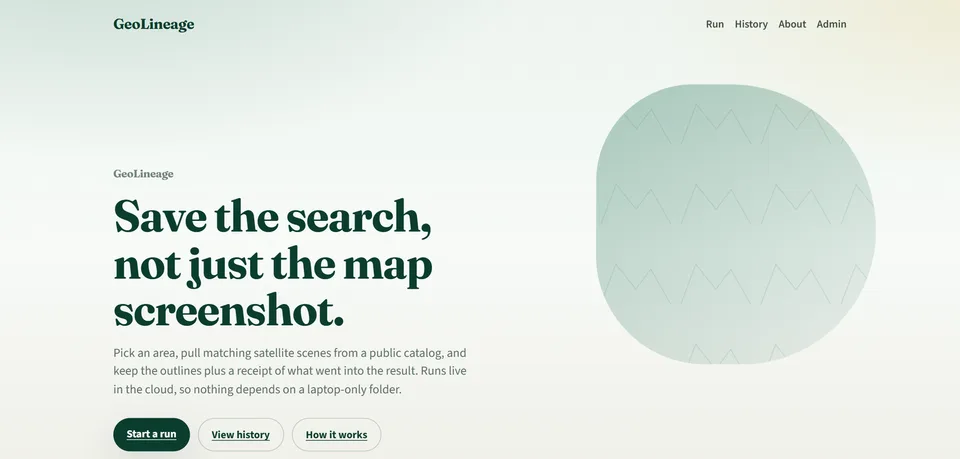 GeoLineage
Run History About Admin
GeoLineage
Save the search,
not just the map
screenshot.
Pick an area, pull matching satellite scenes from a public catalog, and
keep the outlines plus a receipt of what went into the result. Runs live
in the cloud, so nothing depends on a laptop-only folder.
Start a run View history How it works